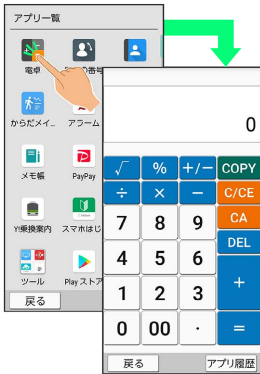 アプリ一覧
電卓
の番号
からだメイ...
アラーム
メモ帳
PayPay
Y!乗換案内
スマホはじ
ツール
Play ストア
戻る
0
√ % +/− COPY
÷ × − C/CE
7 8 9 CA
DEL
4 5 6
1 2 3 +
0 00 · =
戻る アプリ履歴